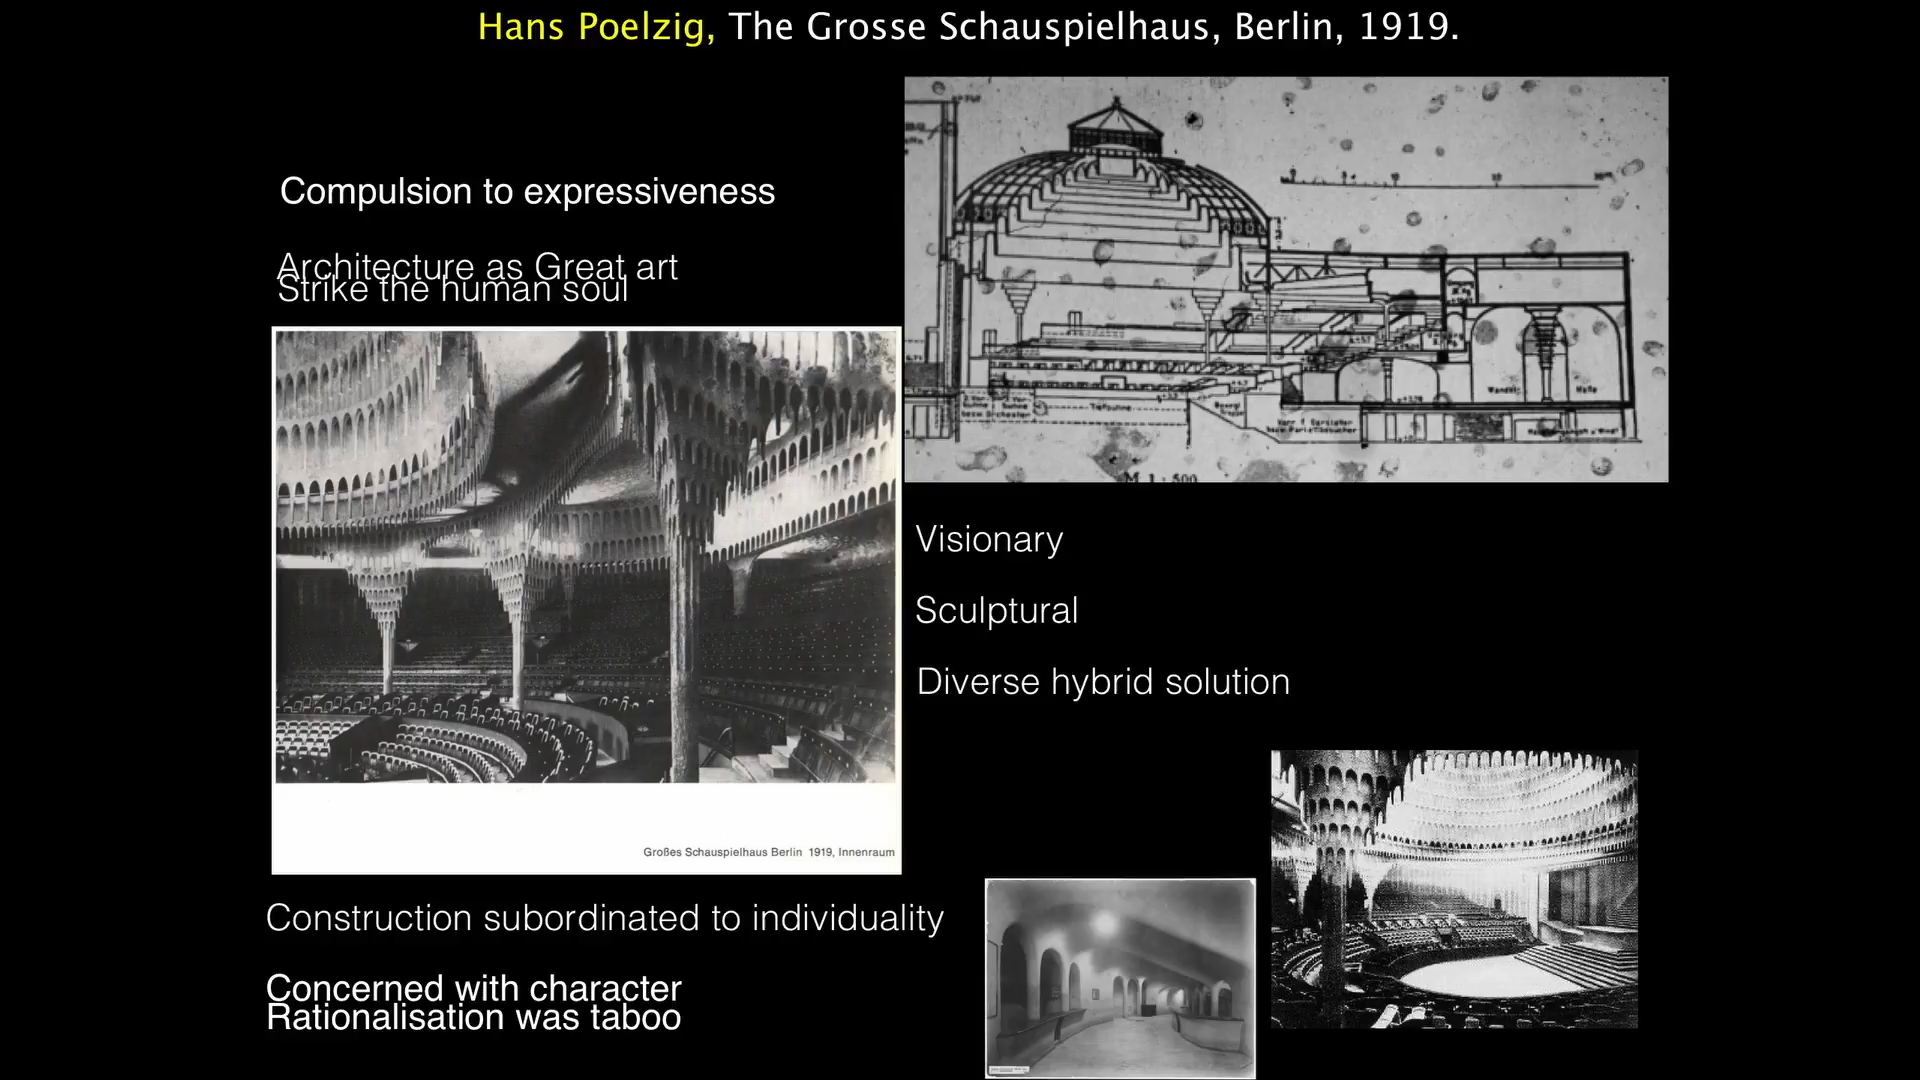 Hans Poelzig, The Grosse Schauspielhaus, Berlin, 1919.
Compulsion to expressiveness
Architecture as Great art
Strike the human soul
M 1 : 500
Visionary
Sculptural
Diverse hybrid solution
Großes Schauspielhaus Berlin 1919, Innenraum
Construction subordinated to individuality
Concerned with character
Rationalisation was taboo